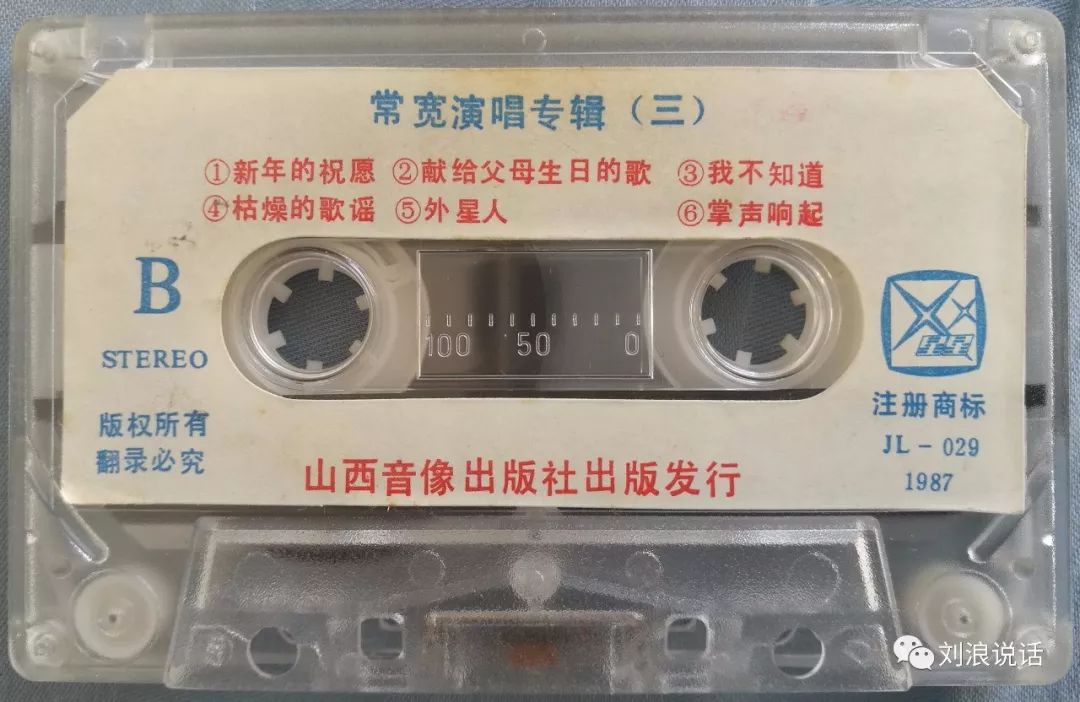 常宽演唱专辑（三）
①新年的祝愿 ②献给父母生日的歌 ③我不知道
④枯燥的歌谣 ⑤外星人 ⑥掌声响起
B
STEREO
100 50 0
注册商标
版权所有
翻录必究
JL－029
1987
山西音像出版社出版发行
刘浪说话